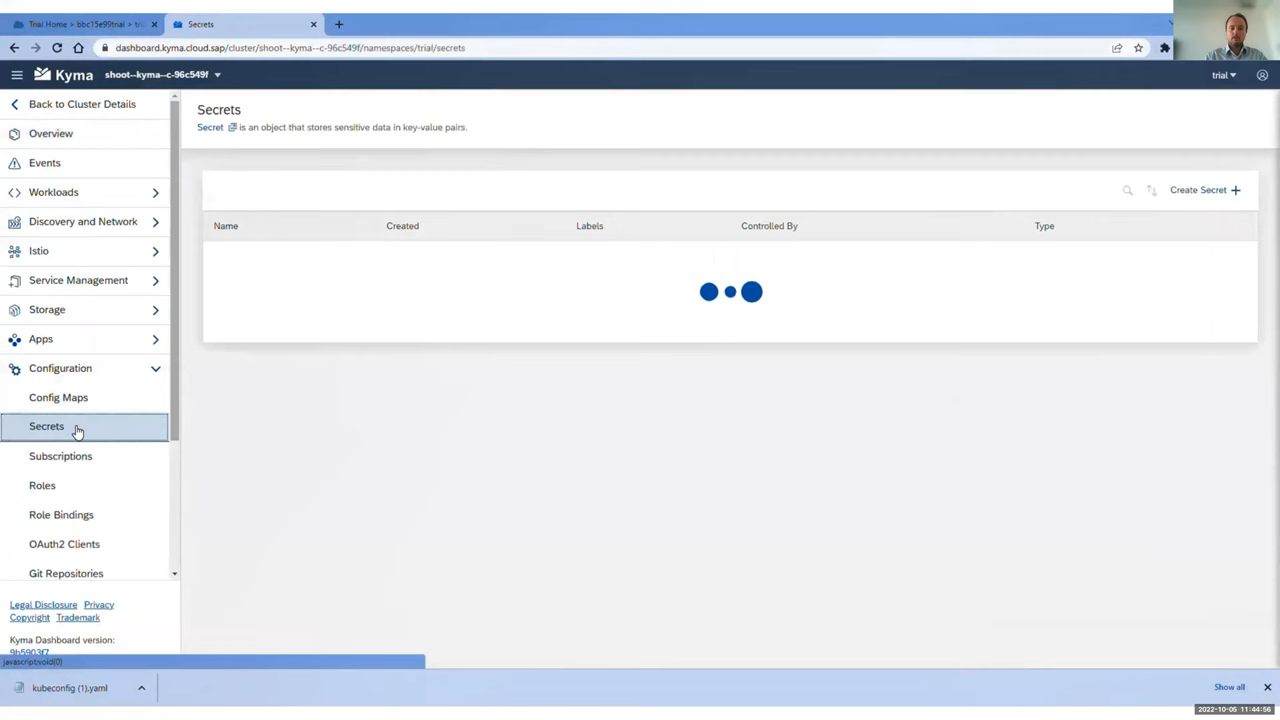 Trial Home > bbc15e99trial > tri
Secrets
dashboard.kyma.cloud.sap/cluster/shoot--kyma--c-96c549f/namespaces/trial/secrets
Kyma
shoot--kyma--c-96c549f
trial
Back to Cluster Details
Overview
Events
Workloads
Discovery and Network
Istio
Service Management
Storage
Apps
Configuration
Config Maps
Secrets
Subscriptions
Roles
Role Bindings
OAuth2 Clients
Git Repositories
Legal Disclosure Privacy
Copyright Trademark
Kyma Dashboard version:
9b5903f7
javascript:void(0)
Secrets
Secret is an object that stores sensitive data in key-value pairs.
Create Secret +
Name Created Labels Controlled By Type
kubeconfig (1).yaml
Show all
2022-10-05 11:44:56